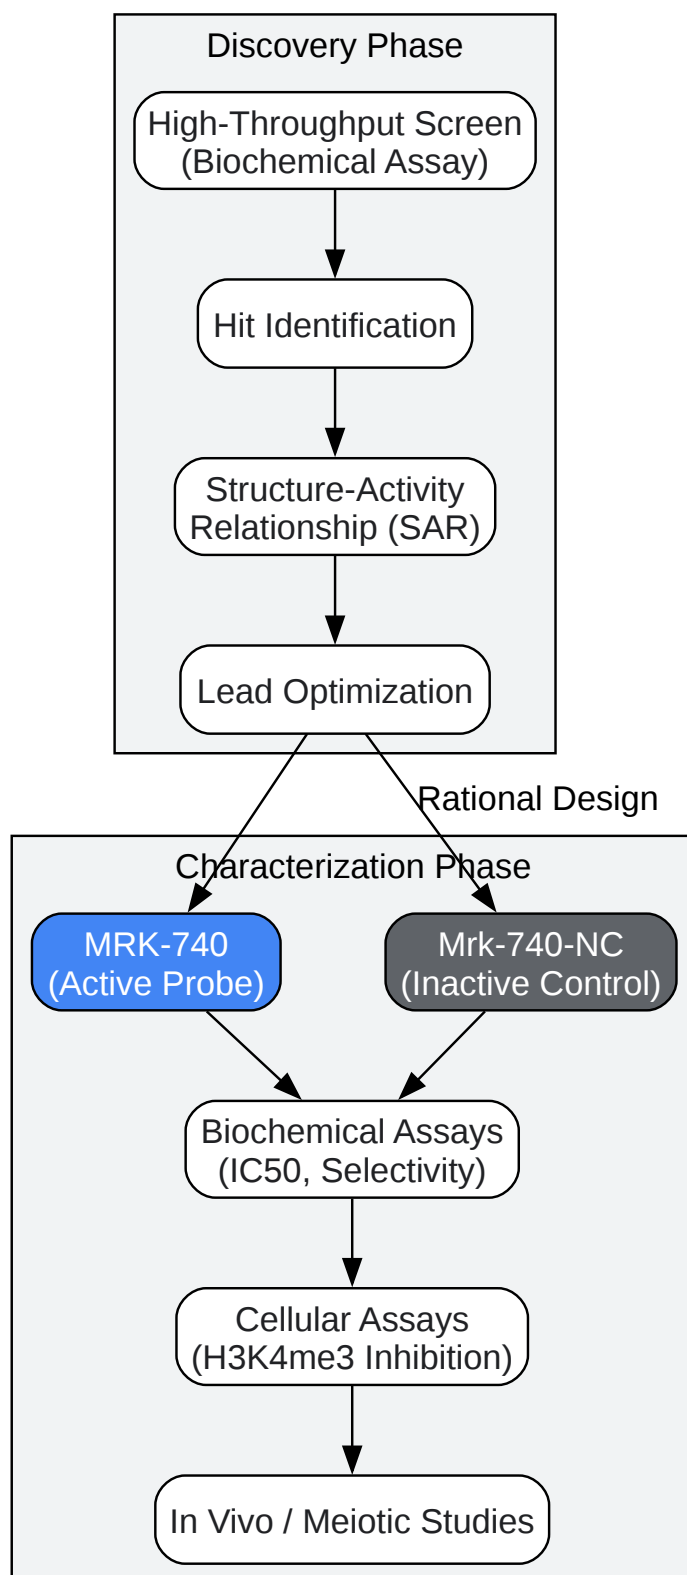 Discovery Phase
High-Throughput Screen
(Biochemical Assay)
Hit Identification
Structure-Activity
Relationship (SAR)
Lead Optimization
Rational Design
Characterization Phase
MRK-740
(Active Probe)
Mrk-740-NC
(Inactive Control)
Biochemical Assays
(IC50, Selectivity)
Cellular Assays
(H3K4me3 Inhibition)
In Vivo / Meiotic Studies